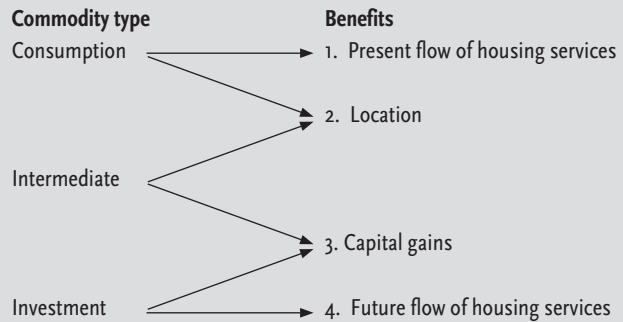 Commodity type Benefits
Consumption 1. Present flow of housing services
2. Location
Intermediate
3. Capital gains
Investment 4. Future flow of housing services